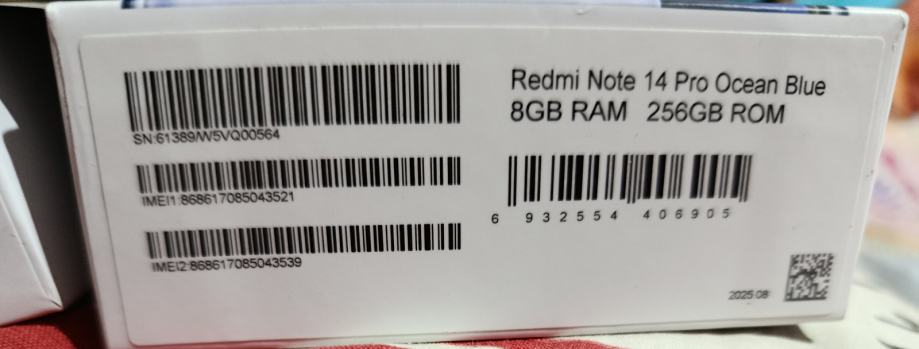 SN:61389/W5VQ00564
IMEI1:868617085043521
IMEI2:868617085043539
Redmi Note 14 Pro Ocean Blue
8GB RAM 256GB ROM
6 932554 406905
2025.08